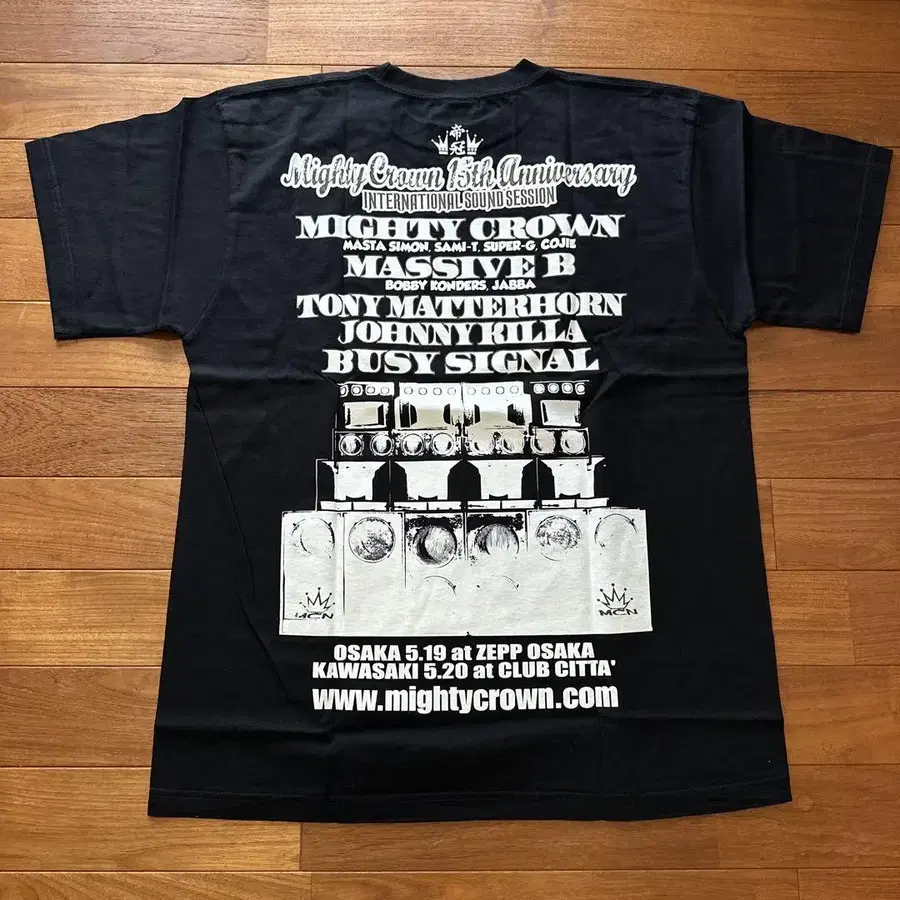 帝
冠
Mighty Crown 15th Anniversary
INTERNATIONAL SOUND SESSION
MIGHTY CROWN
MASTA SIMON, SAMI-T, SUPER-G, COJIE
MASSIVE B
BOBBY KONDERS, JABBA
TONY MATTERHORN
JOHNNY KILLA
BUSY SIGNAL
MCN MCN
OSAKA 5.19 at ZEPP OSAKA
KAWASAKI 5.20 at CLUB CITTA'
www.mightycrown.com